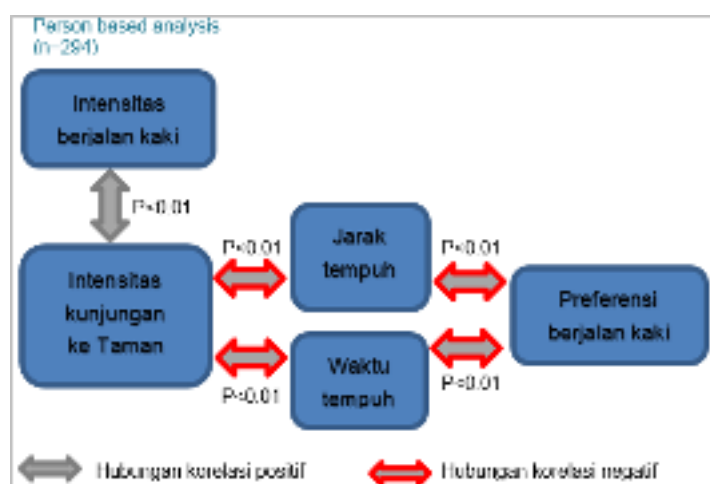 Person based analysis
(n=294)
Intensitas
berjalan kaki
P<0.01
Intensitas
kunjungan
ke Taman
P<0.01
Jarak
tempuh
P<0.01
P<0.01
Waktu
tempuh
P<0.01
Preferensi
berjalan kaki
Hubungan korelasi positif
Hubungan korelasi negatif